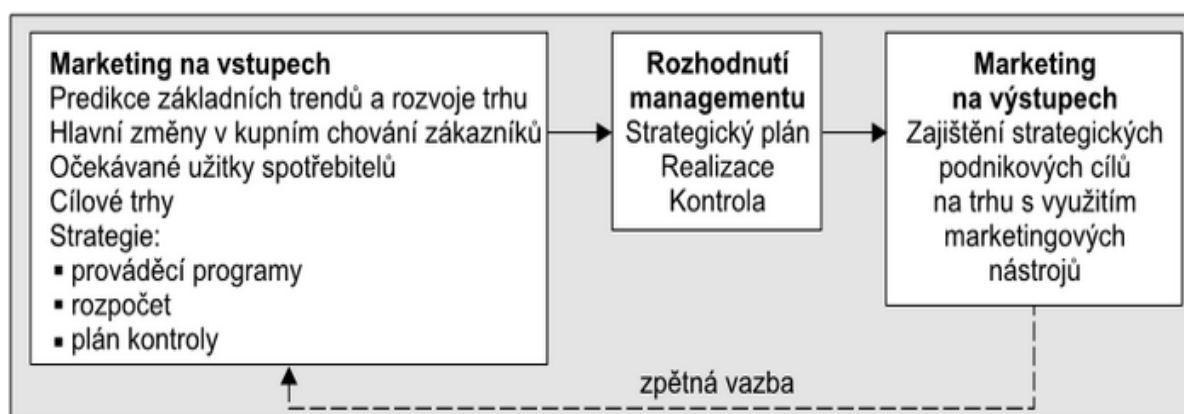 Marketing na vstupech
Predikce základních trendů a rozvoje trhu
Hlavní změny v kupním chování zákazníků
Očekávané užitky spotřebitelů
Cílové trhy
Strategie:
▪ prováděcí programy
▪ rozpočet
▪ plán kontroly
Rozhodnutí
managementu
Strategický plán
Realizace
Kontrola
Marketing
na výstupech
Zajištění strategických
podnikových cílů
na trhu s využitím
marketingových
nástrojů
zpětná vazba